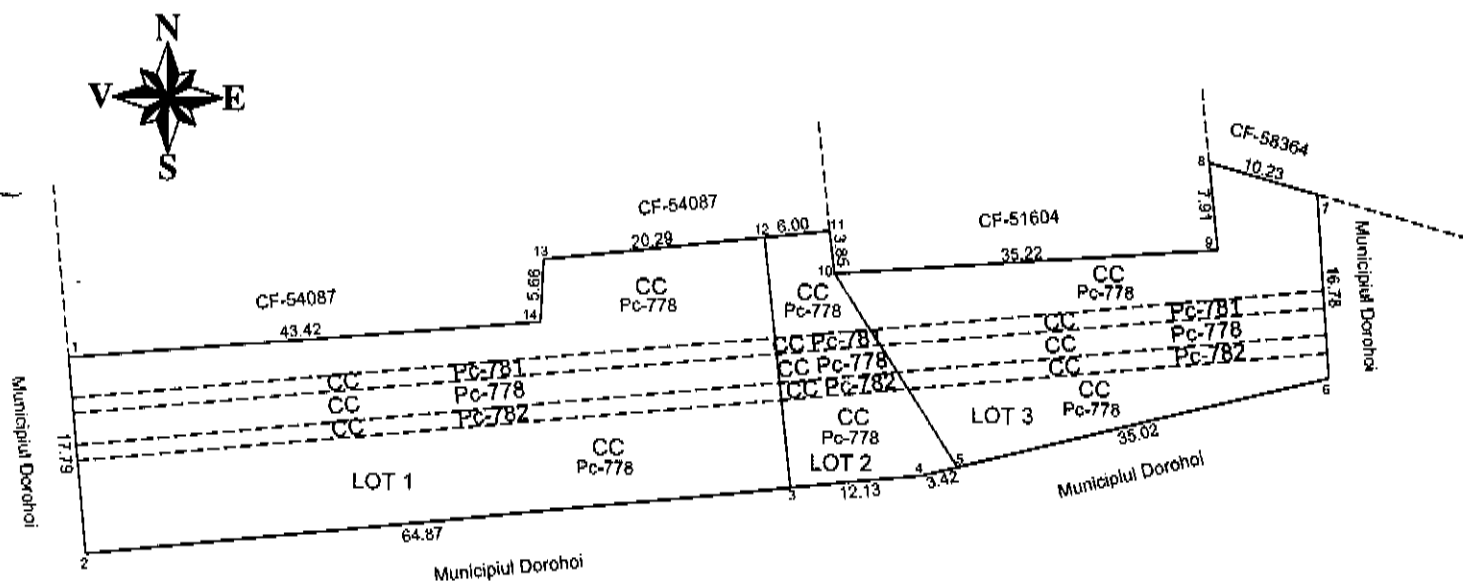 N
V E
S
CF-58364
8
10.23
7
7.91
CF-54087
12 6.00 11
CF-51604
13
20.29
3.85
35.22
9
Municipiul Dorohoi
10
CC
Pc-778
CC
Pc-778
CC
Pc-778
16.78
5.66
CF-54087
43.42
14
1
CC Pc-781
CC Pc-778
CC Pc-782
CC Pc-781
CC Pc-778
CC Pc-782
CC Pc-781
CC Pc-778
CC Pc-782
CC
Pc-778
6
Municipiul Dorohoi
17.79
CC
Pc-778
CC
Pc-778
LOT 3
35.02
LOT 1
LOT 2
4
5
3.42
3
12.13
Municipiul Dorohoi
64.87
2
Municipiul Dorohoi